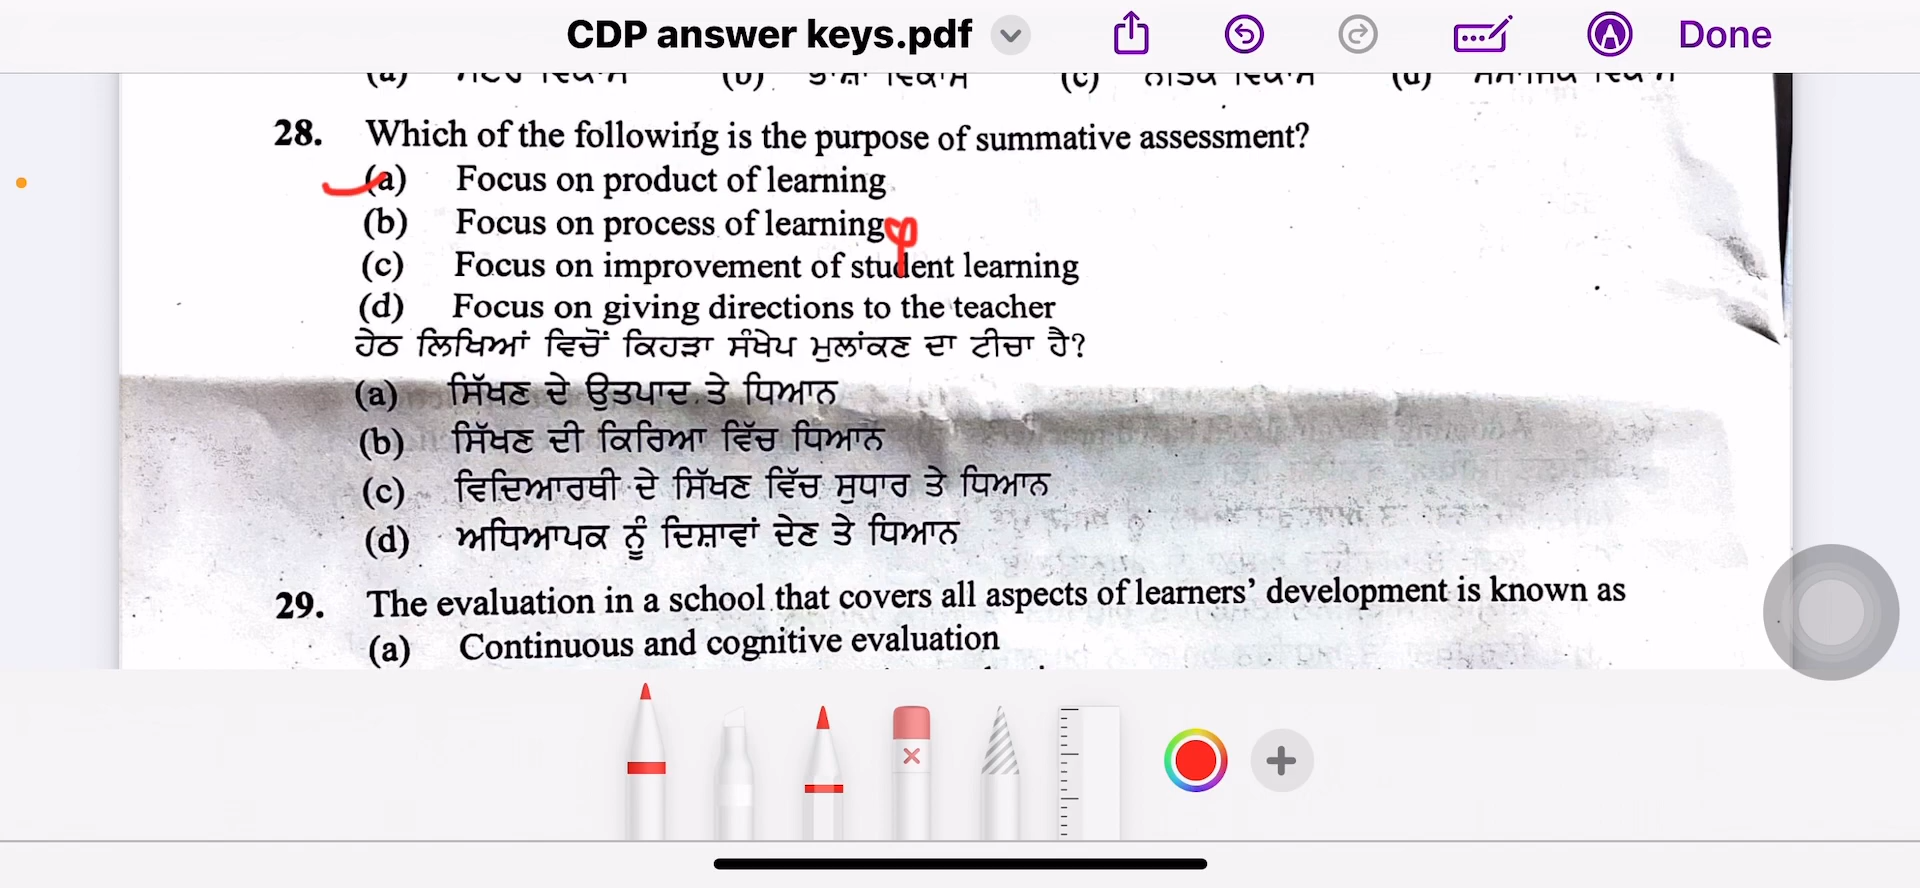 CDP answer keys.pdf
Done
28. Which of the following is the purpose of summative assessment?
(a) Focus on product of learning
(b) Focus on process of learning
(c) Focus on improvement of student learning
(d) Focus on giving directions to the teacher
ਹੇਠ ਲਿਖਿਆਂ ਵਿਚੋਂ ਕਿਹੜਾ ਸੰਖੇਪ ਮੁਲਾਂਕਣ ਦਾ ਟੀਚਾ ਹੈ?
(a) ਸਿੱਖਣ ਦੇ ਉਤਪਾਦ ਤੇ ਧਿਆਨ
(b) ਸਿੱਖਣ ਦੀ ਕਿਰਿਆ ਵਿੱਚ ਧਿਆਨ
(c) ਵਿਦਿਆਰਥੀ ਦੇ ਸਿੱਖਣ ਵਿੱਚ ਸੁਧਾਰ ਤੇ ਧਿਆਨ
(d) ਅਧਿਆਪਕ ਨੂੰ ਦਿਸ਼ਾਵਾਂ ਦੇਣ ਤੇ ਧਿਆਨ
29. The evaluation in a school that covers all aspects of learners’ development is known as
(a) Continuous and cognitive evaluation